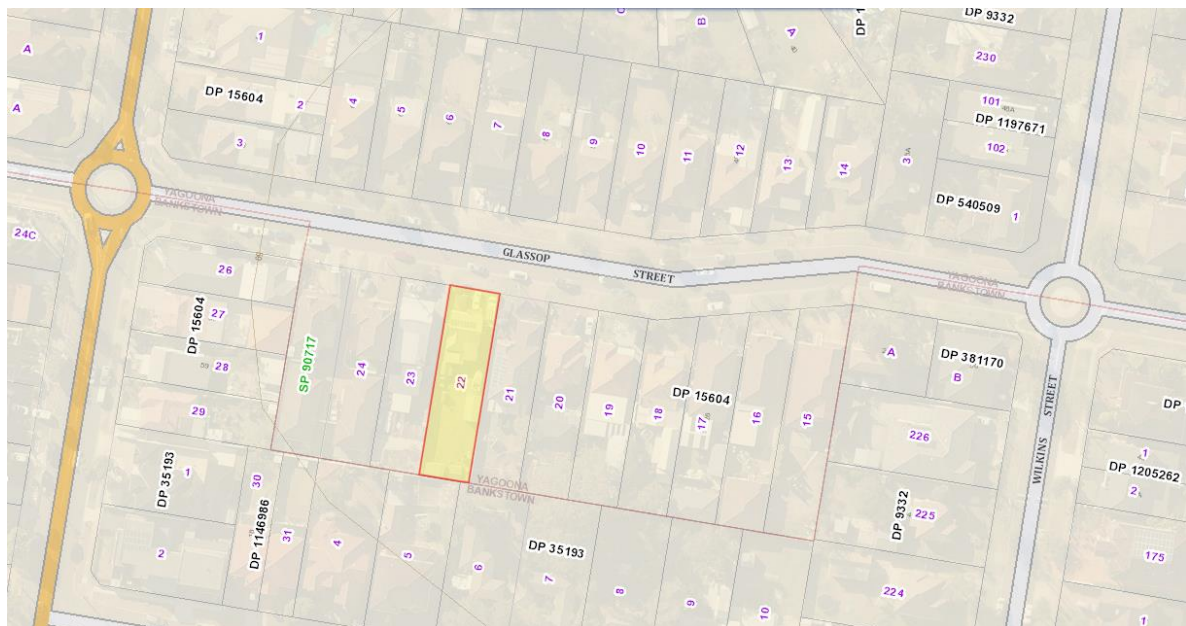 DP 9332
DP 1
B
A
A
1
230
DP 15604
2
4
5
6
7
8
9
10
11
12
13
14
101
DP 1197671
102
A
3
3
DP 540509
1
YAGOONA
BANKSTOWN
24C
GLASSOP
STREET
YAGOONA
BANKSTOWN
26
27
DP 15604
28
29
SP 90717
24
23
22
21
20
19
18
DP 15604
17
16
15
A
DP 381170
B
226
WILKINS
STREET
DP
1
DP 1205262
2
YAGOONA
BANKSTOWN
DP 35193
1
30
DP 1146986
31
4
5
6
DP 35193
7
8
9
10
DP 9332
225
224
175
2
1